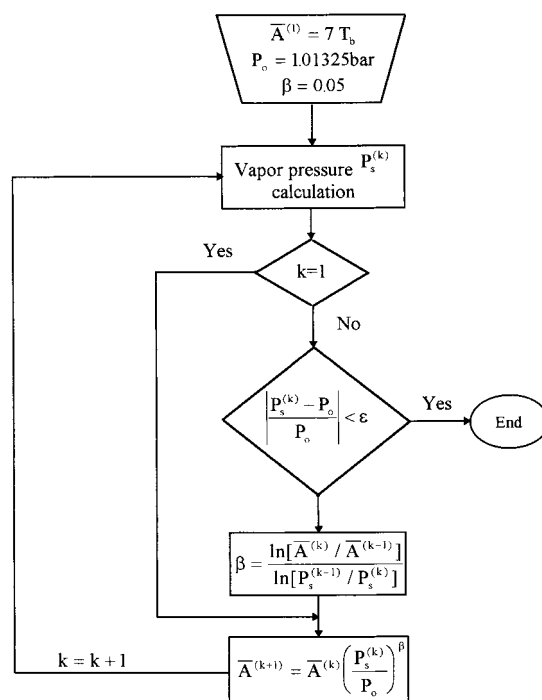 A̅⁽¹⁾ = 7 T_b
P_o = 1.01325bar
β = 0.05
Vapor pressure P_s^(k)
calculation
Yes
k=1
No
|(P_s^(k) − P_o) / P_o| < ε
Yes
End
β = ln[A̅^(k) / A̅^(k−1)] / ln[P_s^(k−1) / P_s^(k)]
k = k + 1
A̅^(k+1) = A̅^(k) (P_s^(k) / P_o)^β